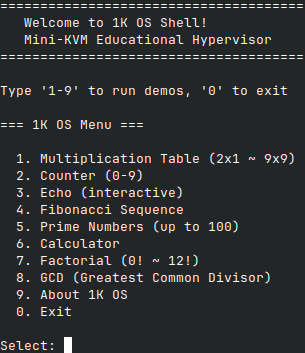 ======================================
Welcome to 1K OS Shell!
Mini-KVM Educational Hypervisor
======================================
Type '1-9' to run demos, '0' to exit
=== 1K OS Menu ===
1. Multiplication Table (2x1 ~ 9x9)
2. Counter (0-9)
3. Echo (interactive)
4. Fibonacci Sequence
5. Prime Numbers (up to 100)
6. Calculator
7. Factorial (0! ~ 12!)
8. GCD (Greatest Common Divisor)
9. About 1K OS
0. Exit
Select: